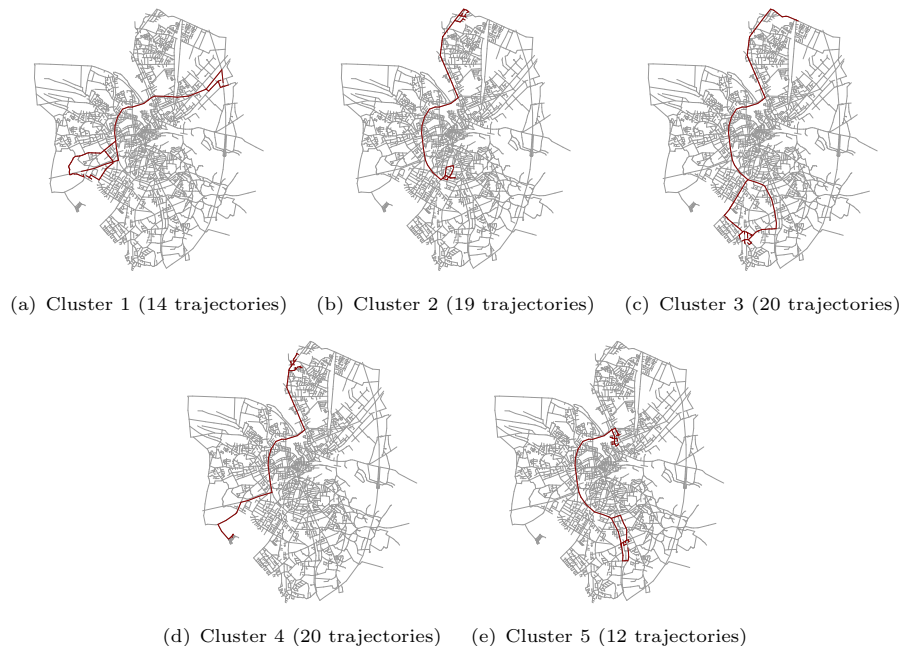 (a) Cluster 1 (14 trajectories) (b) Cluster 2 (19 trajectories) (c) Cluster 3 (20 trajectories)
(d) Cluster 4 (20 trajectories) (e) Cluster 5 (12 trajectories)